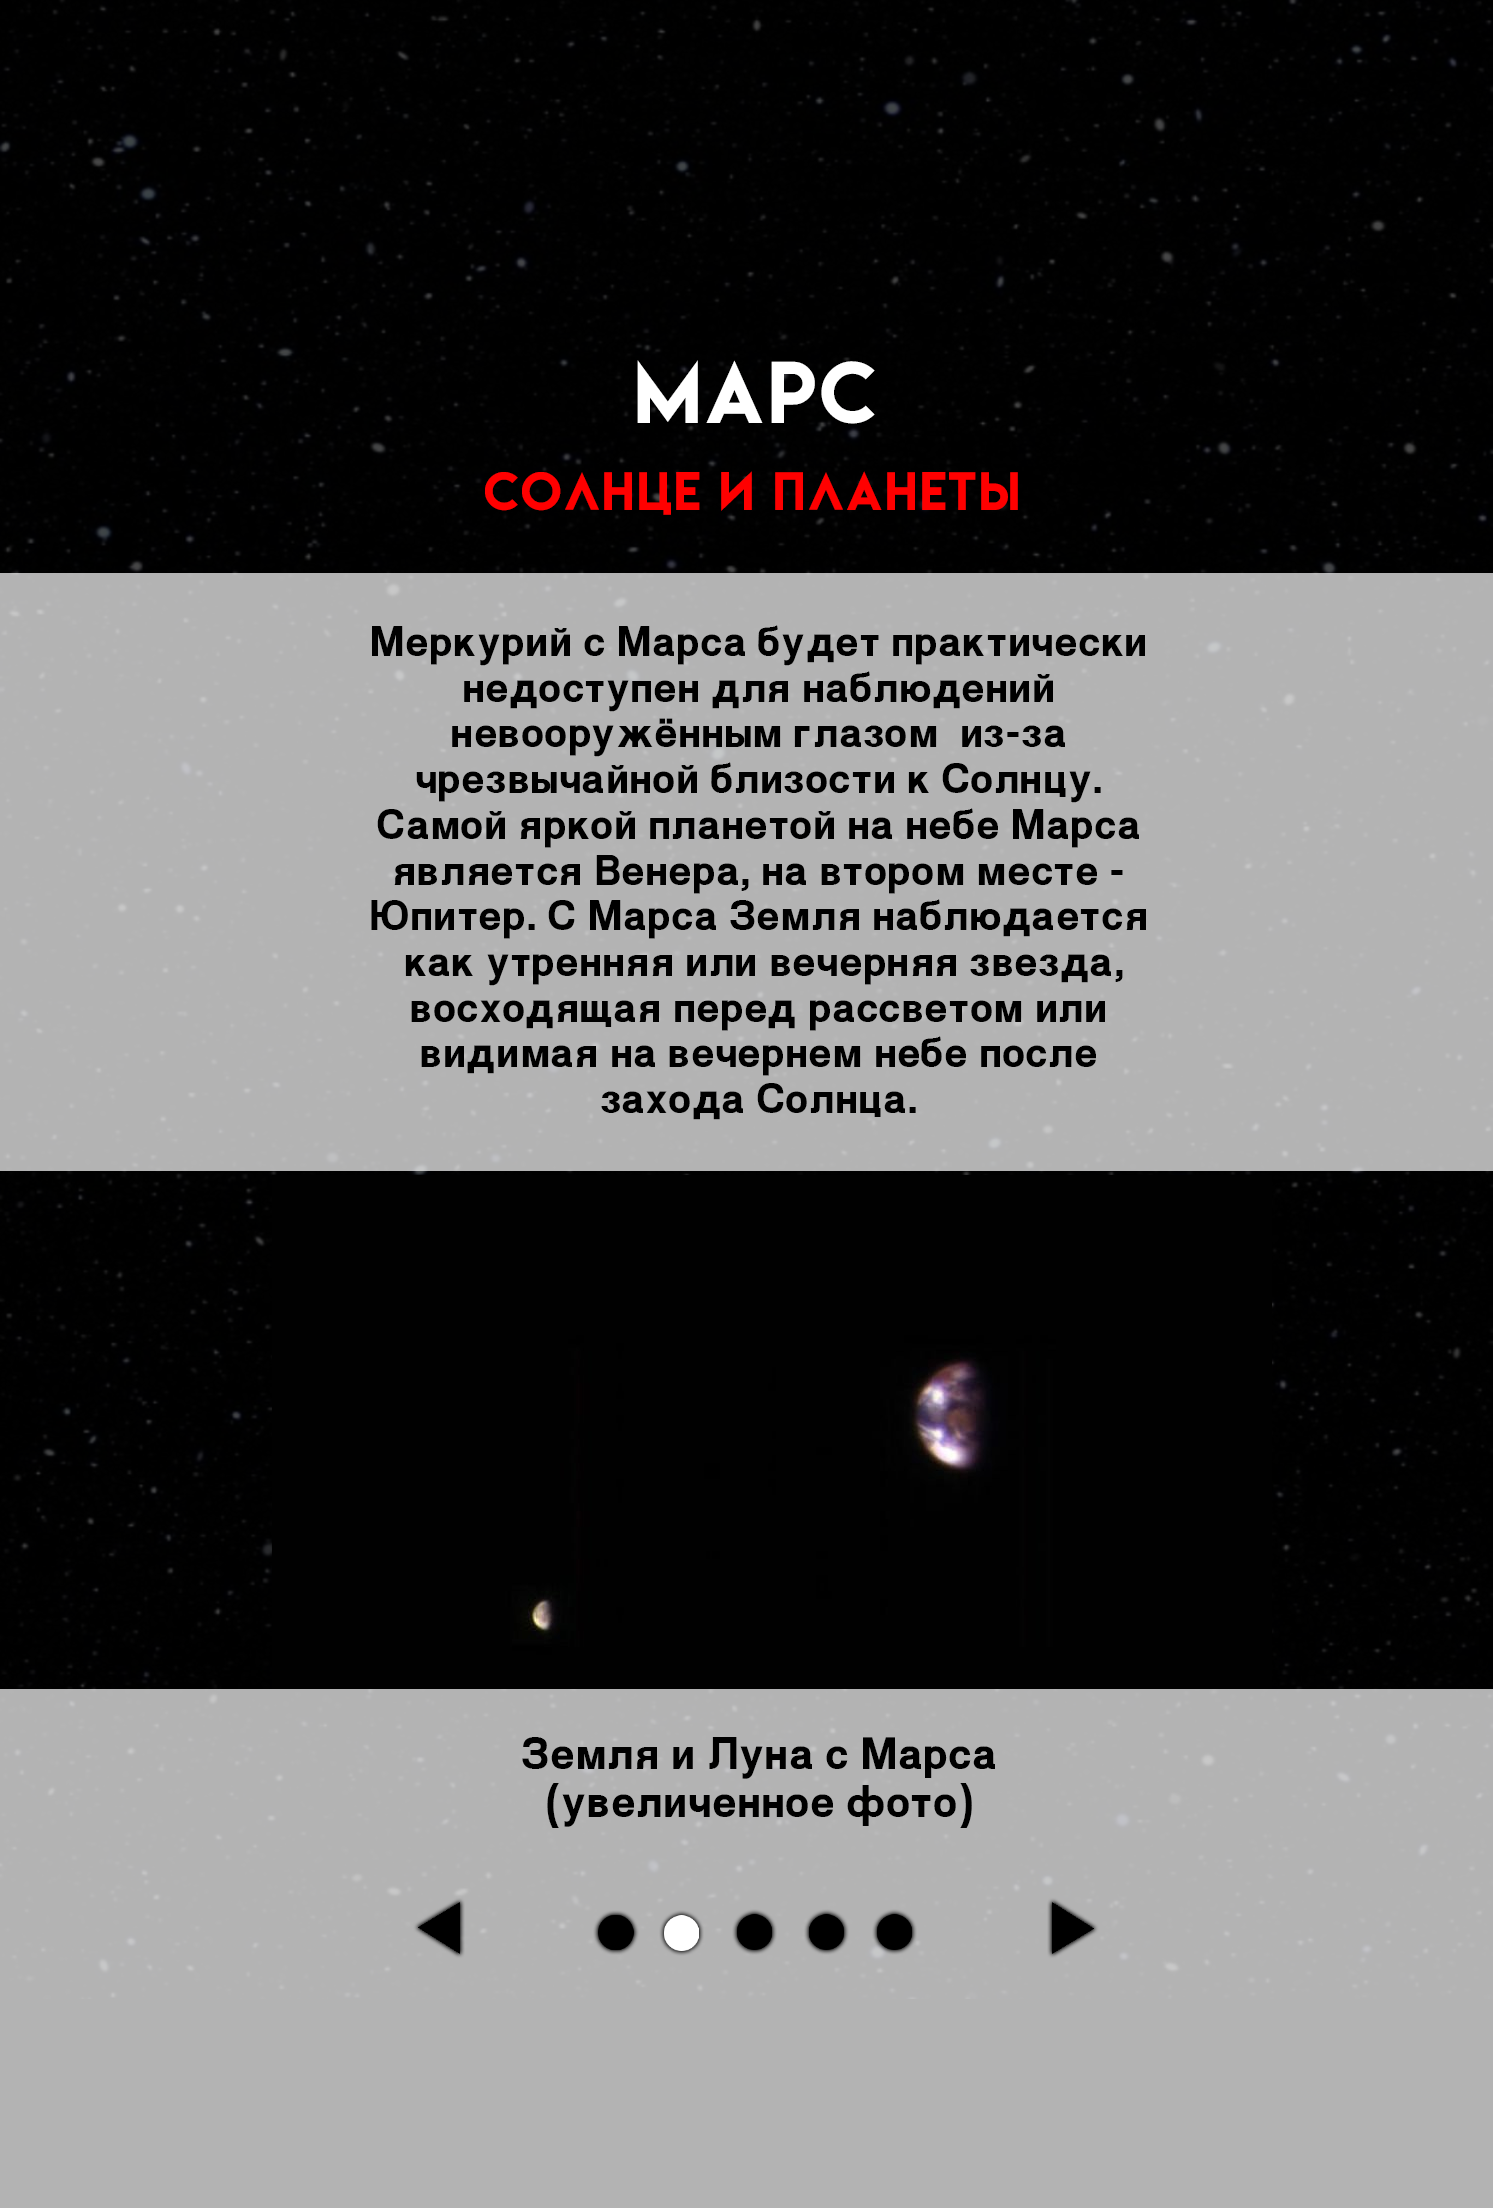 МАРС
СОЛНЦЕ И ПЛАНЕТЫ
Меркурий с Марса будет практически
недоступен для наблюдений
невооружённым глазом  из-за
чрезвычайной близости к Солнцу.
Самой яркой планетой на небе Марса
является Венера, на втором месте -
Юпитер. С Марса Земля наблюдается
как утренняя или вечерняя звезда,
восходящая перед рассветом или
видимая на вечернем небе после
захода Солнца.
Земля и Луна с Марса
(увеличенное фото)